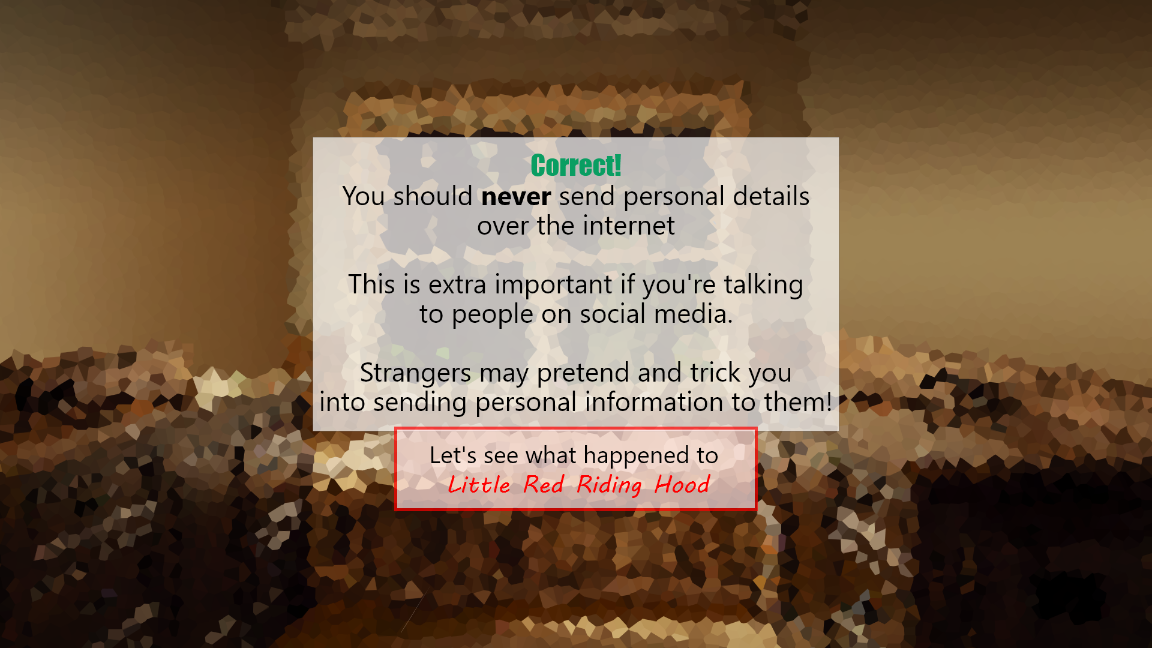 Correct!
You should never send personal details
over the internet
This is extra important if you're talking
to people on social media.
Strangers may pretend and trick you
into sending personal information to them!
Let's see what happened to
Little Red Riding Hood